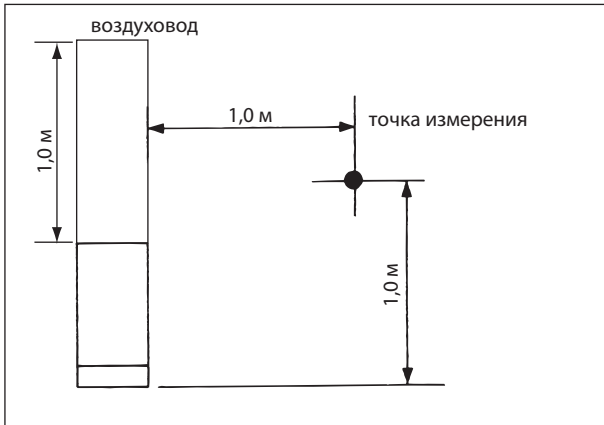 воздуховод
1,0 м
1,0 м
точка измерения
1,0 м